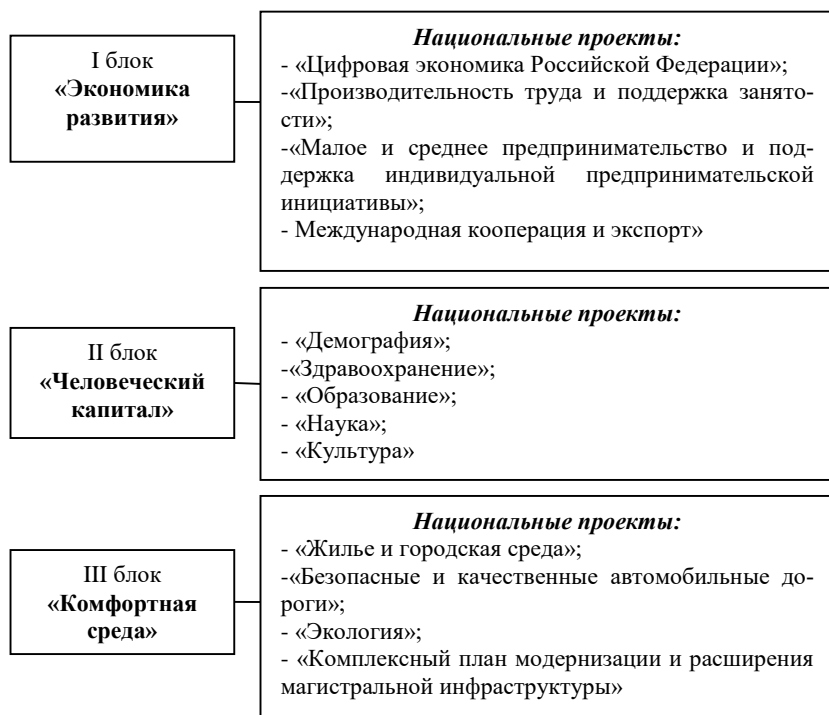 I блок
«Экономика
развития»
Национальные проекты:
- «Цифровая экономика Российской Федерации»;
-«Производительность труда и поддержка занято-
сти»;
-«Малое и среднее предпринимательство и под-
держка индивидуальной предпринимательской
инициативы»;
- Международная кооперация и экспорт»
II блок
«Человеческий
капитал»
Национальные проекты:
- «Демография»;
-«Здравоохранение»;
- «Образование»;
- «Наука»;
- «Культура»
III блок
«Комфортная
среда»
Национальные проекты:
- «Жилье и городская среда»;
-«Безопасные и качественные автомобильные до-
роги»;
- «Экология»;
- «Комплексный план модернизации и расширения
магистральной инфраструктуры»